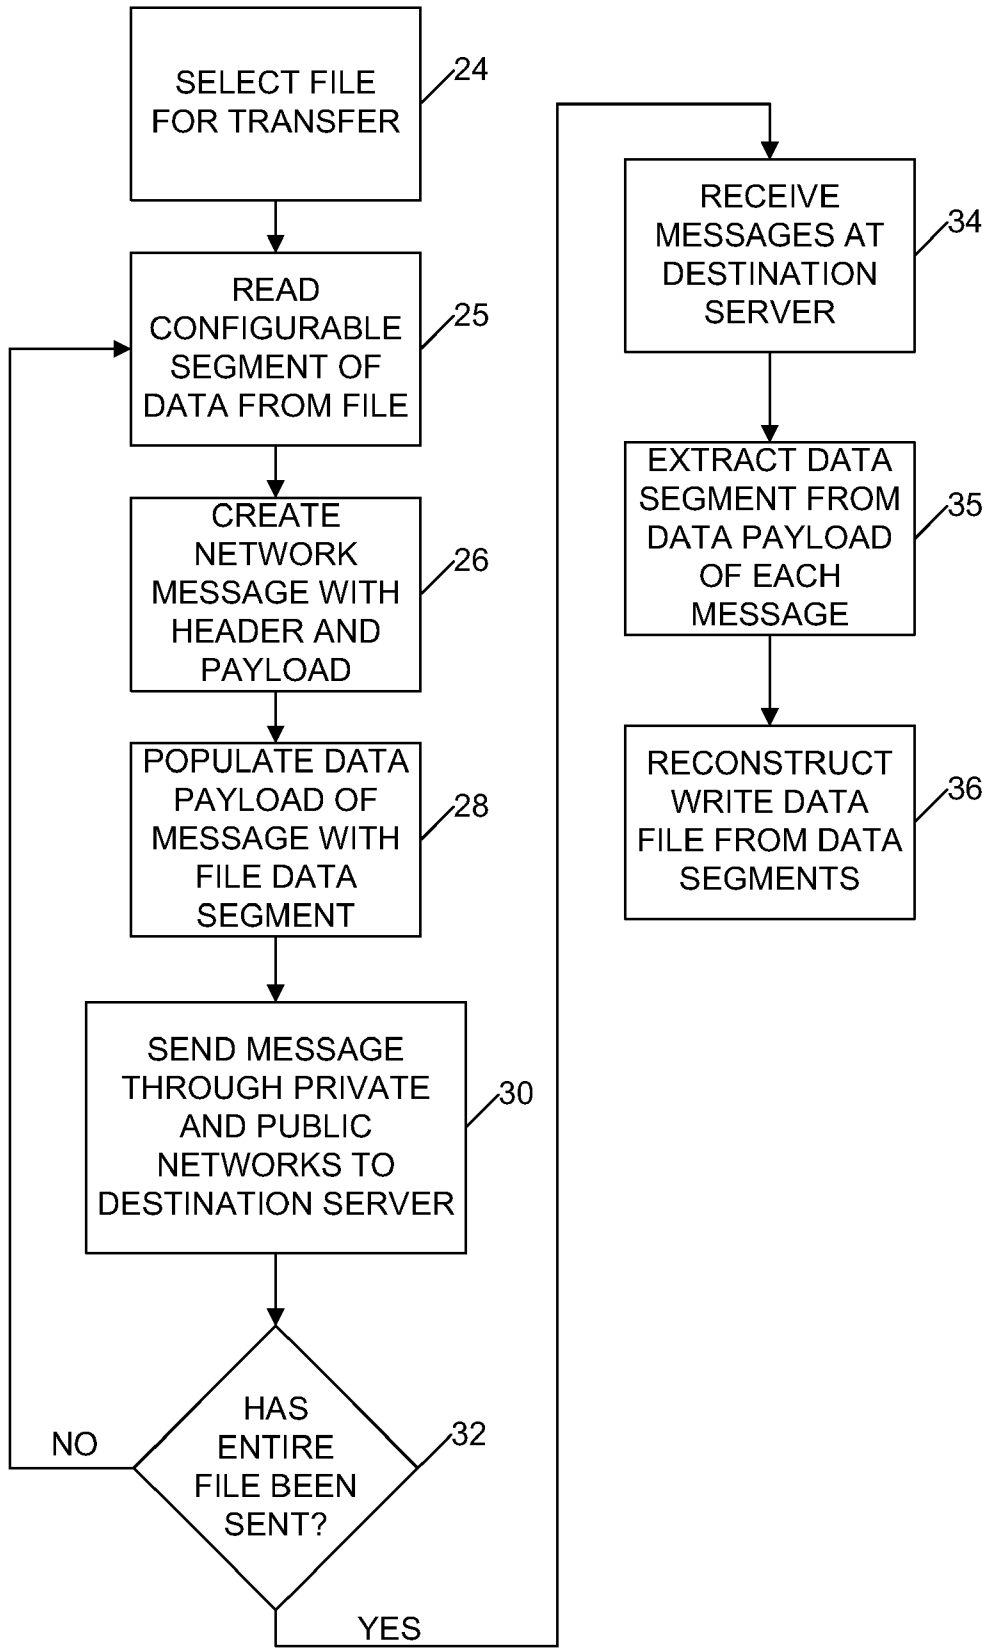 SELECT FILE
FOR TRANSFER
24
READ
CONFIGURABLE
SEGMENT OF
DATA FROM FILE
25
CREATE
NETWORK
MESSAGE WITH
HEADER AND
PAYLOAD
26
POPULATE DATA
PAYLOAD OF
MESSAGE WITH
FILE DATA
SEGMENT
28
SEND MESSAGE
THROUGH PRIVATE
AND PUBLIC
NETWORKS TO
DESTINATION SERVER
30
HAS
ENTIRE
FILE BEEN
SENT?
32
NO
YES
RECEIVE
MESSAGES AT
DESTINATION
SERVER
34
EXTRACT DATA
SEGMENT FROM
DATA PAYLOAD
OF EACH
MESSAGE
35
RECONSTRUCT
WRITE DATA
FILE FROM DATA
SEGMENTS
36